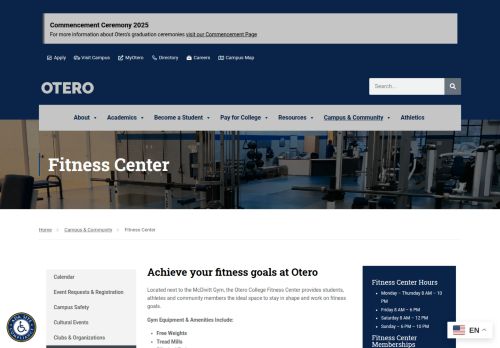 Commencement Ceremony 2025
For more information about Otero's graduation ceremonies visit our Commencement Page
Apply Visit Campus MyOtero Directory Careers Campus Map
OTERO
Search...
About Academics Become a Student Pay for College Resources Campus & Community Athletics
Fitness Center
Home Campus & Community Fitness Center
Calendar
Event Requests & Registration
Campus Safety
Cultural Events
Clubs & Organizations
Achieve your fitness goals at Otero
Located next to the McDivitt Gym, the Otero College Fitness Center provides students,
athletes and community members the ideal space to stay in shape and work on fitness
goals.
Gym Equipment & Amenities Include:
Free Weights
Tread Mills
Fitness Center Hours
Monday – Thursday 8 AM – 10
PM
Friday 8 AM – 6 PM
Saturday 8 AM – 12 PM
Sunday – 6 PM – 10 PM
Fitness Center
Memberships
EN